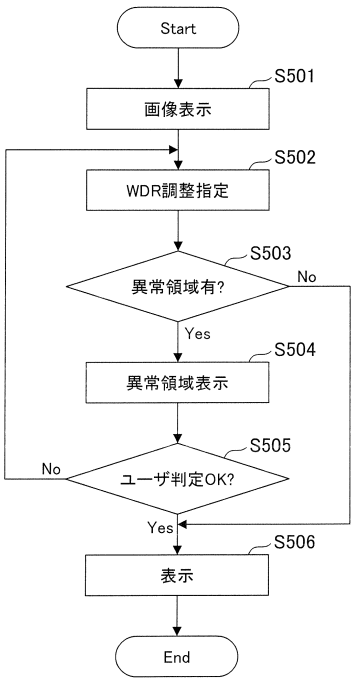 Start
S501
画像表示
S502
WDR調整指定
S503
異常領域有?
No
Yes
S504
異常領域表示
S505
ユーザ判定OK?
No
Yes
S506
表示
End